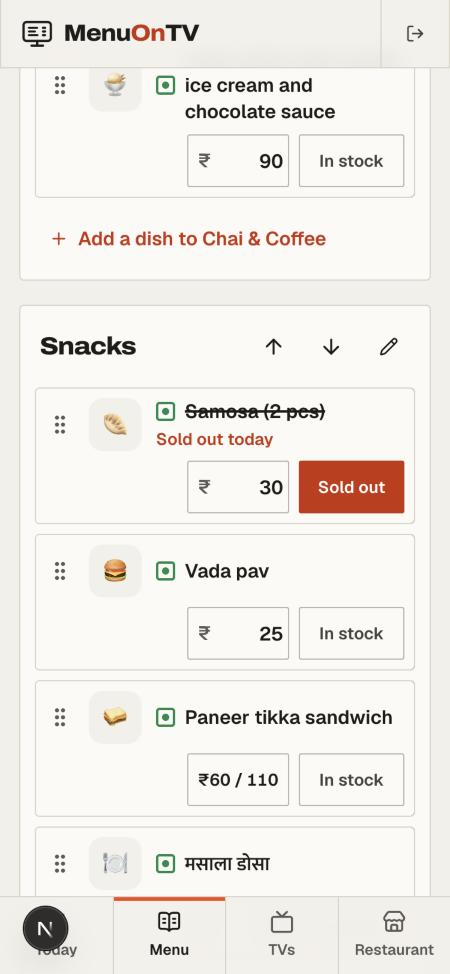 MenuOnTV
ice cream and
chocolate sauce
₹ 90 In stock
+ Add a dish to Chai & Coffee
Snacks
Samosa (2 pcs)
Sold out today
₹ 30 Sold out
Vada pav
₹ 25 In stock
Paneer tikka sandwich
₹60 / 110 In stock
मसाला डोसा
N
Today Menu TVs Restaurant